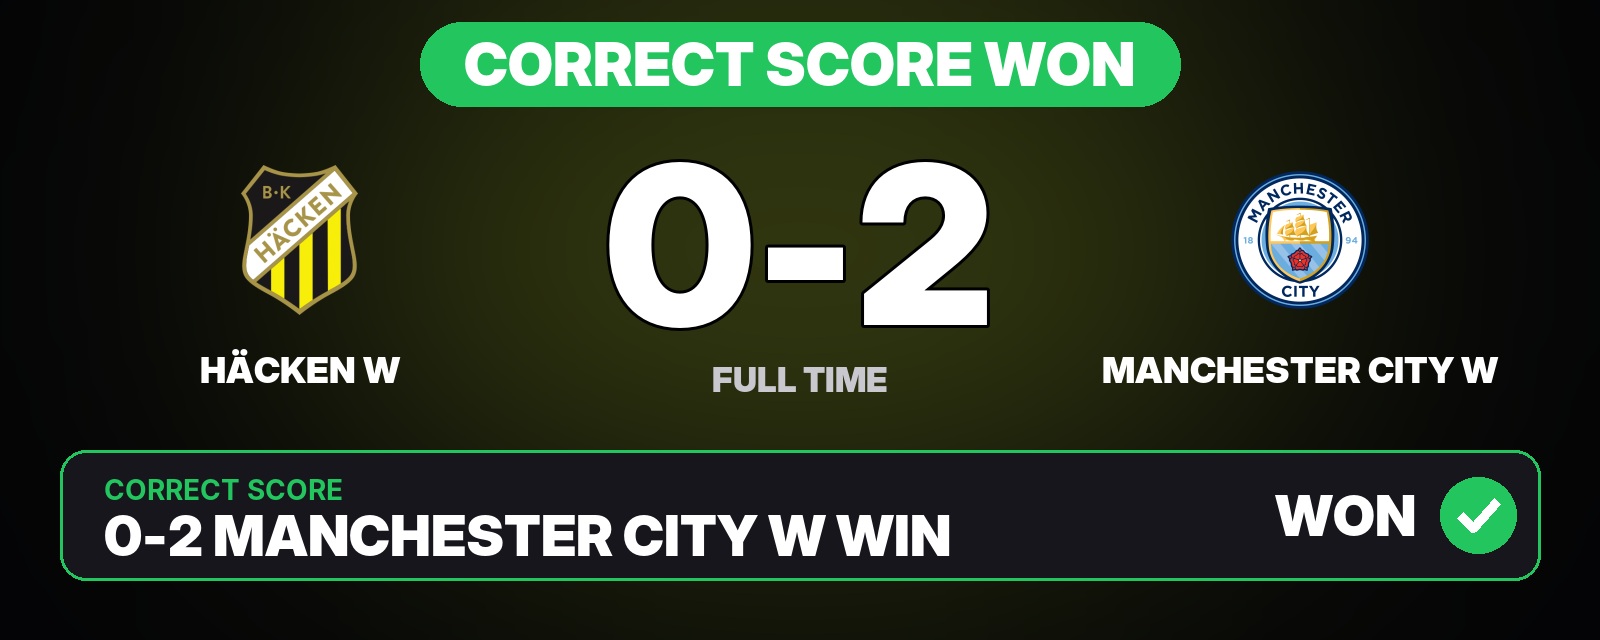 CORRECT SCORE WON
B·K
HÄCKEN
0-2
MANCHESTER
18 94
CITY
HÄCKEN W
FULL TIME
MANCHESTER CITY W
CORRECT SCORE
0-2 MANCHESTER CITY W WIN
WON